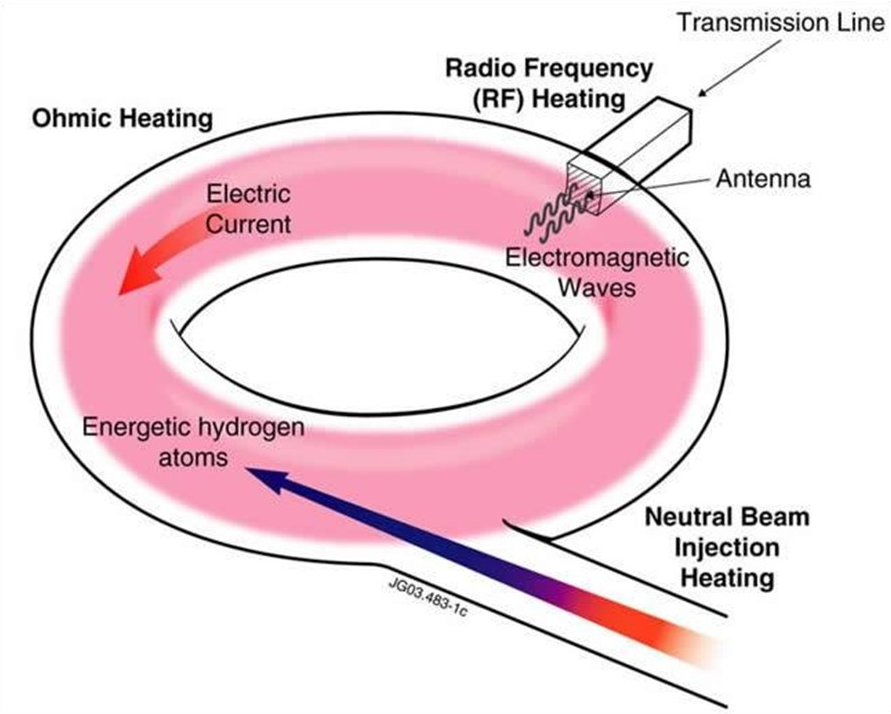 Transmission Line
Radio Frequency
(RF) Heating
Ohmic Heating
Antenna
Electric
Current
Electromagnetic
Waves
Energetic hydrogen
atoms
Neutral Beam
Injection
Heating
JG03.483-1c